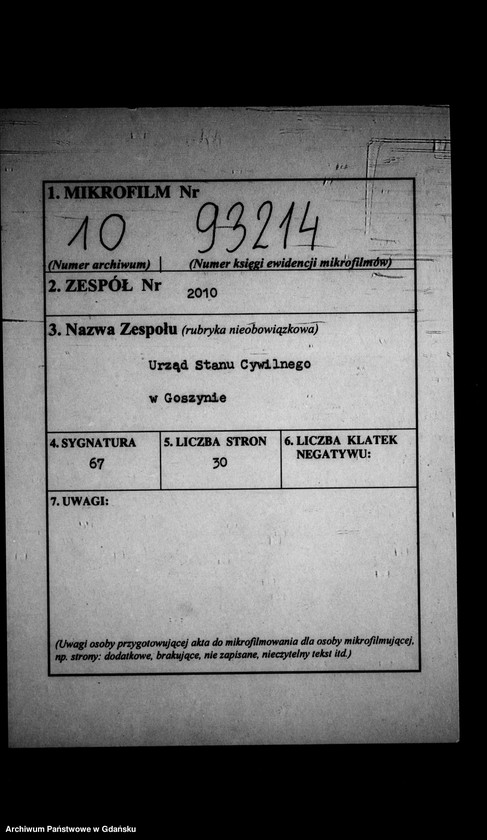 1. MIKROFILM Nr
10 93214
(Numer archiwum) (Numer księgi ewidencji mikrofilmów)
2. ZESPÓŁ Nr 2010
3. Nazwa Zespołu (rubryka nieobowiązkowa)
Urząd Stanu Cywilnego
w Goszynie
4. SYGNATURA 5. LICZBA STRON 6. LICZBA KLATEK
NEGATYWU:
67 30
7. UWAGI:
(Uwagi osoby przygotowującej akta do mikrofilmowania dla osoby mikrofilmującej,
np. strony: dodatkowe, brakujące, nie zapisane, nieczytelny tekst itd.)
Archiwum Państwowe w Gdańsku